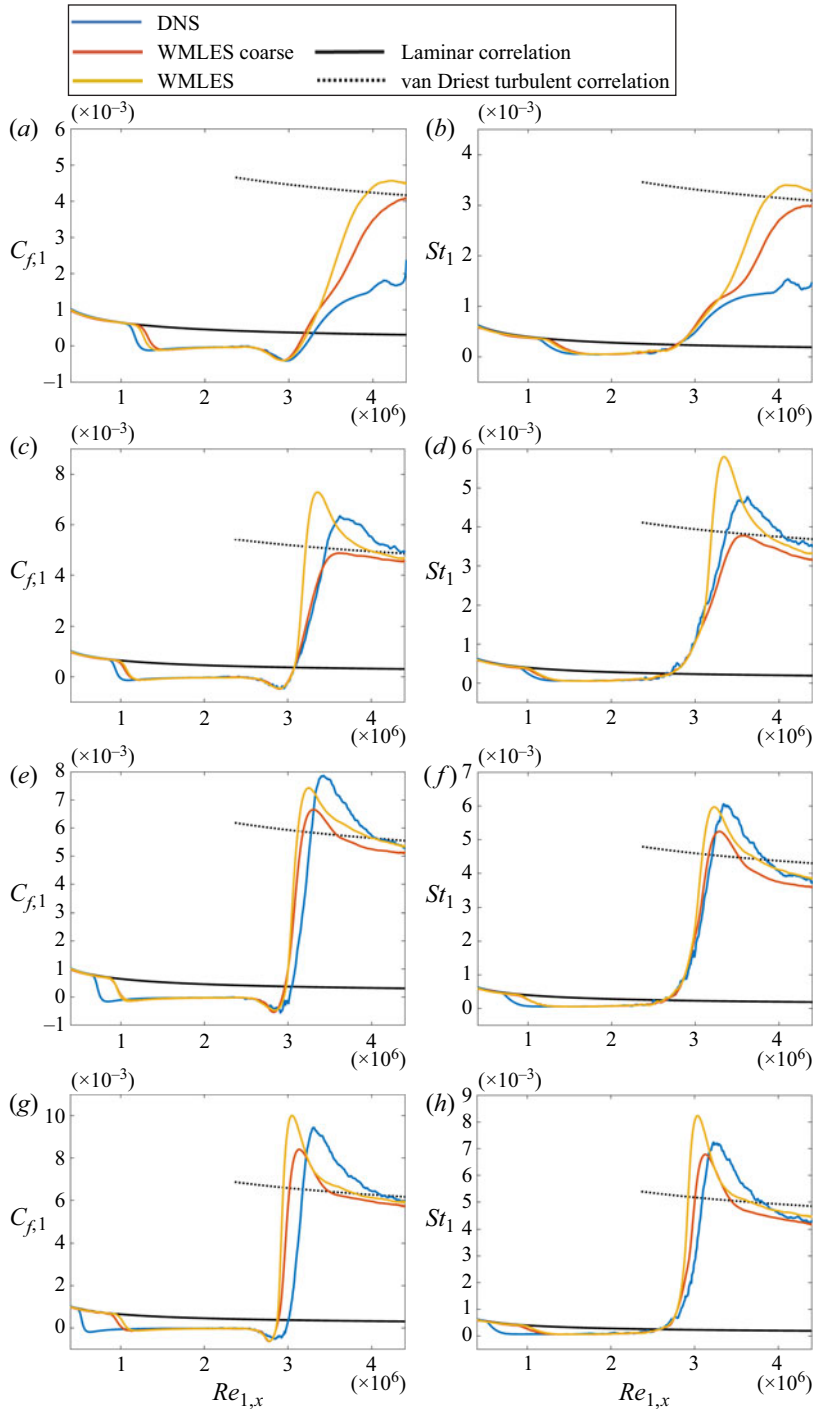 DNS
WMLES coarse
Laminar correlation
WMLES
van Driest turbulent correlation
(×10⁻³)
(×10⁻³)
(a)
(b)
6
5
4
3
2
1
0
–1
C_{f,1}
4
3
2
1
0
St₁
1 2 3 4
(×10⁶)
1 2 3 4
(×10⁶)
(×10⁻³)
(×10⁻³)
(c)
(d)
8
6
4
2
0
C_{f,1}
6
5
4
3
2
1
0
St₁
1 2 3 4
(×10⁶)
1 2 3 4
(×10⁶)
(×10⁻³)
(×10⁻³)
(e)
(f)
8
7
6
5
4
3
2
1
0
–1
C_{f,1}
7
6
5
4
3
2
1
0
St₁
1 2 3 4
(×10⁶)
1 2 3 4
(×10⁶)
(×10⁻³)
(×10⁻³)
(g)
(h)
10
8
6
4
2
0
C_{f,1}
9
8
7
6
5
4
3
2
1
0
St₁
1 2 3 4
(×10⁶)
1 2 3 4
(×10⁶)
Re_{1,x}
Re_{1,x}